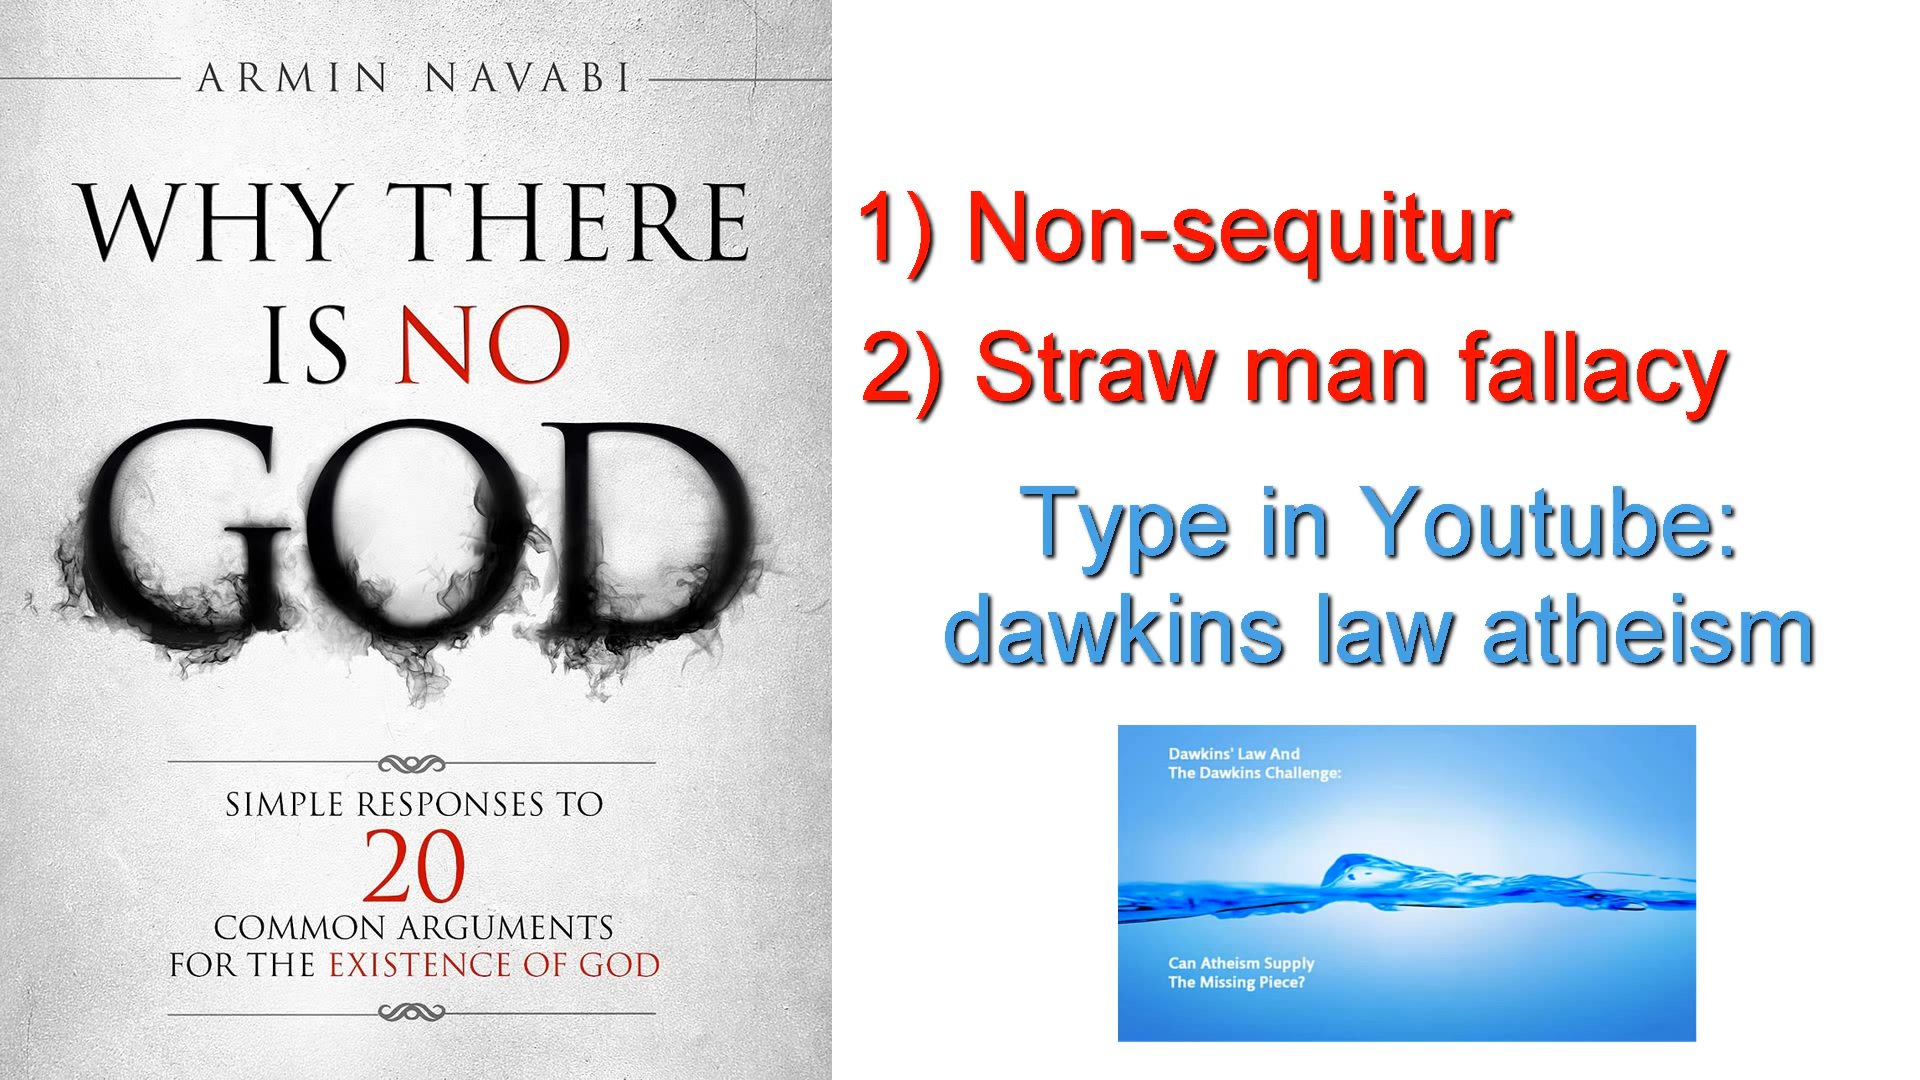 ARMIN NAVABI
WHY THERE
IS NO
GOD
SIMPLE RESPONSES TO
20
COMMON ARGUMENTS
FOR THE EXISTENCE OF GOD
1) Non-sequitur
2) Straw man fallacy
Type in Youtube:
dawkins law atheism
Dawkins' Law And
The Dawkins Challenge:
Can Atheism Supply
The Missing Piece?